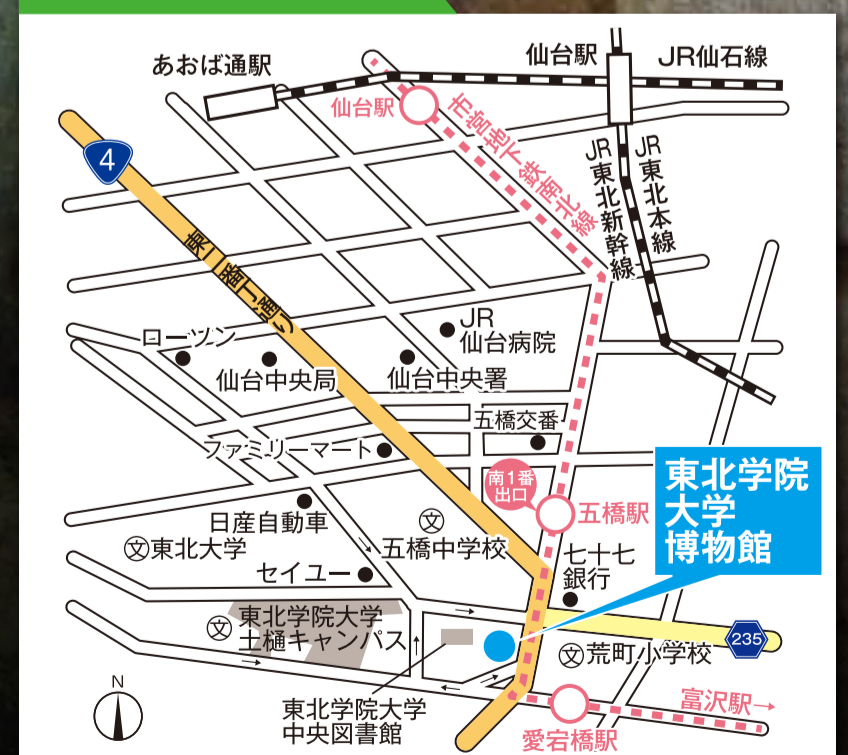 あおば通駅
仙台駅
JR仙石線
仙台駅
市営地下鉄南北線
JR東北新幹線
JR東北本線
4
東二番丁通り
ローソン
仙台中央局
JR
仙台病院
仙台中央署
五橋交番
ファミリーマート
南1番
出口
五橋駅
東北学院
大学
博物館
日産自動車
文
五橋中学校
文東北大学
セイユー
七十七
銀行
文
東北学院大学
土樋キャンパス
235
文荒町小学校
N
東北学院大学
中央図書館
富沢駅→
愛宕橋駅